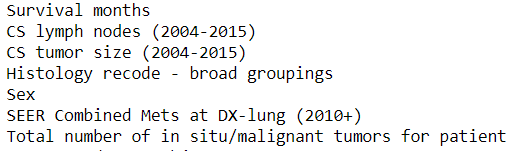 Survival months
CS lymph nodes (2004-2015)
CS tumor size (2004-2015)
Histology recode - broad groupings
Sex
SEER Combined Mets at DX-lung (2010+)
Total number of in situ/malignant tumors for patient